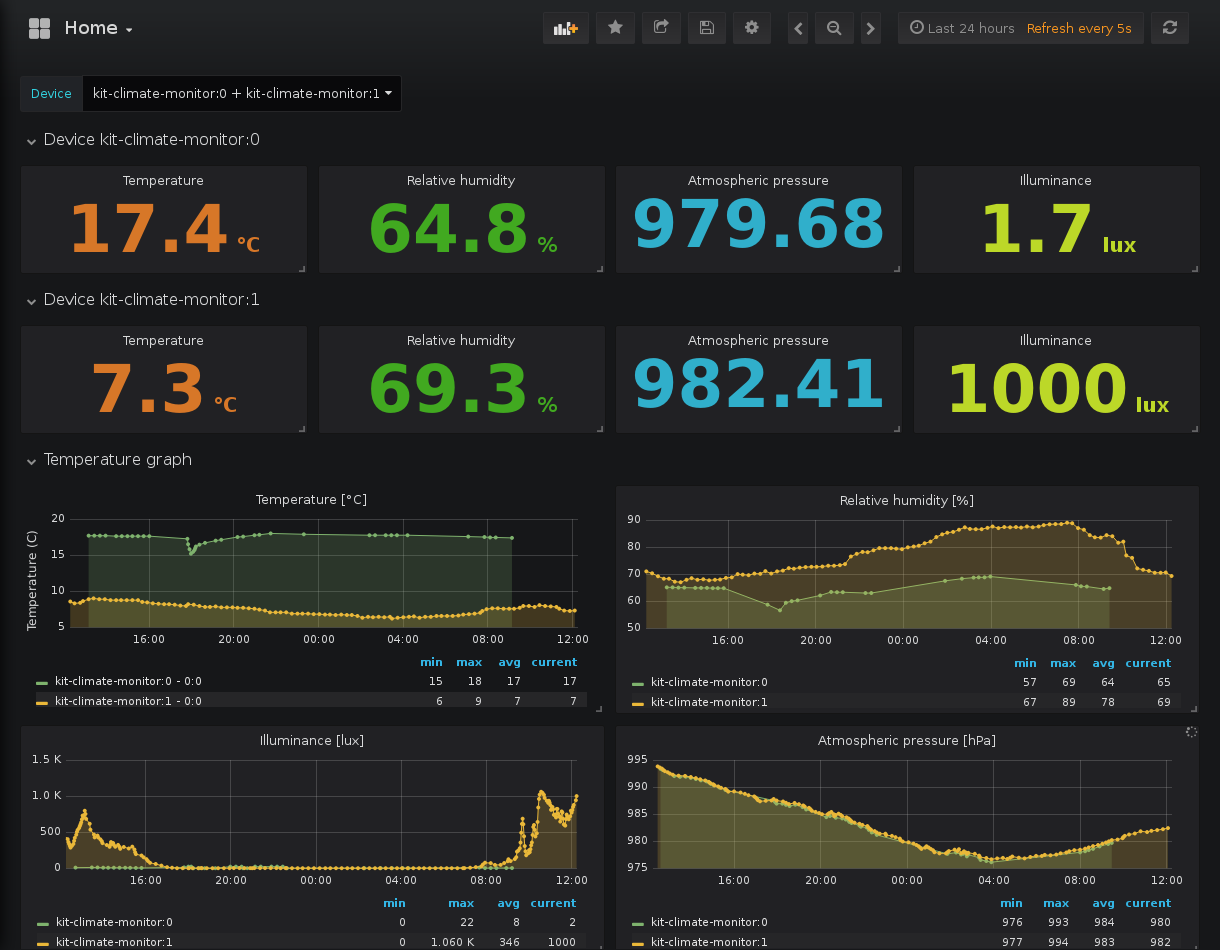 Home
Last 24 hours Refresh every 5s
Device kit-climate-monitor:0 + kit-climate-monitor:1
Device kit-climate-monitor:0
Temperature Relative humidity Atmospheric pressure Illuminance
17.4 °C 64.8 % 979.68 1.7 lux
Device kit-climate-monitor:1
Temperature Relative humidity Atmospheric pressure Illuminance
7.3 °C 69.3 % 982.41 1000 lux
Temperature graph
Temperature [°C]
Temperature (C)
20
15
10
5
16:00 20:00 00:00 04:00 08:00 12:00
min max avg current
kit-climate-monitor:0 - 0:0 15 18 17 17
kit-climate-monitor:1 - 0:0 6 9 7 7
Relative humidity [%]
90
80
70
60
50
16:00 20:00 00:00 04:00 08:00 12:00
min max avg current
kit-climate-monitor:0 57 69 64 65
kit-climate-monitor:1 67 89 78 69
Illuminance [lux]
1.5 K
1.0 K
500
0
16:00 20:00 00:00 04:00 08:00 12:00
min max avg current
kit-climate-monitor:0 0 22 8 2
kit-climate-monitor:1 0 1.060 K 346 1000
Atmospheric pressure [hPa]
995
990
985
980
975
16:00 20:00 00:00 04:00 08:00 12:00
min max avg current
kit-climate-monitor:0 976 993 984 980
kit-climate-monitor:1 977 994 983 982